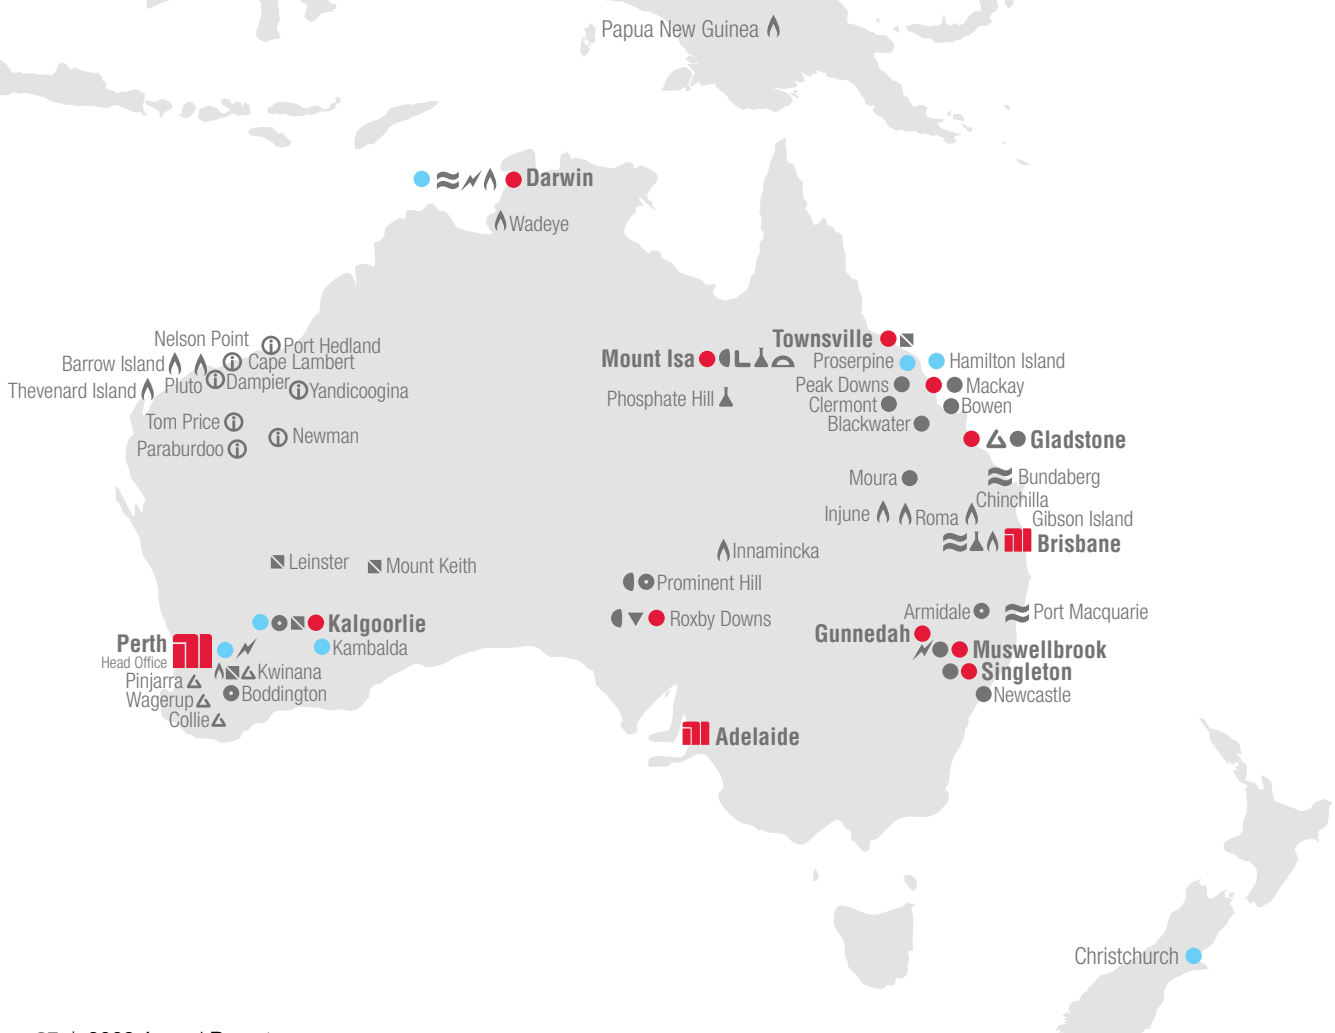 Papua New Guinea
Darwin
Wadeye
Nelson Point
Port Hedland
Barrow Island
Cape Lambert
Thevenard Island
Pluto
Dampier
Yandicoogina
Tom Price
Newman
Paraburdoo
Townsville
Mount Isa
Proserpine
Hamilton Island
Phosphate Hill
Peak Downs
Mackay
Clermont
Bowen
Blackwater
Gladstone
Moura
Bundaberg
Chinchilla
Injune
Roma
Gibson Island
Brisbane
Innamincka
Leinster
Mount Keith
Prominent Hill
Armidale
Port Macquarie
Roxby Downs
Kalgoorlie
Gunnedah
Perth
Head Office
Kambalda
Muswellbrook
Kwinana
Singleton
Pinjarra
Boddington
Newcastle
Wagerup
Collie
Adelaide
Christchurch